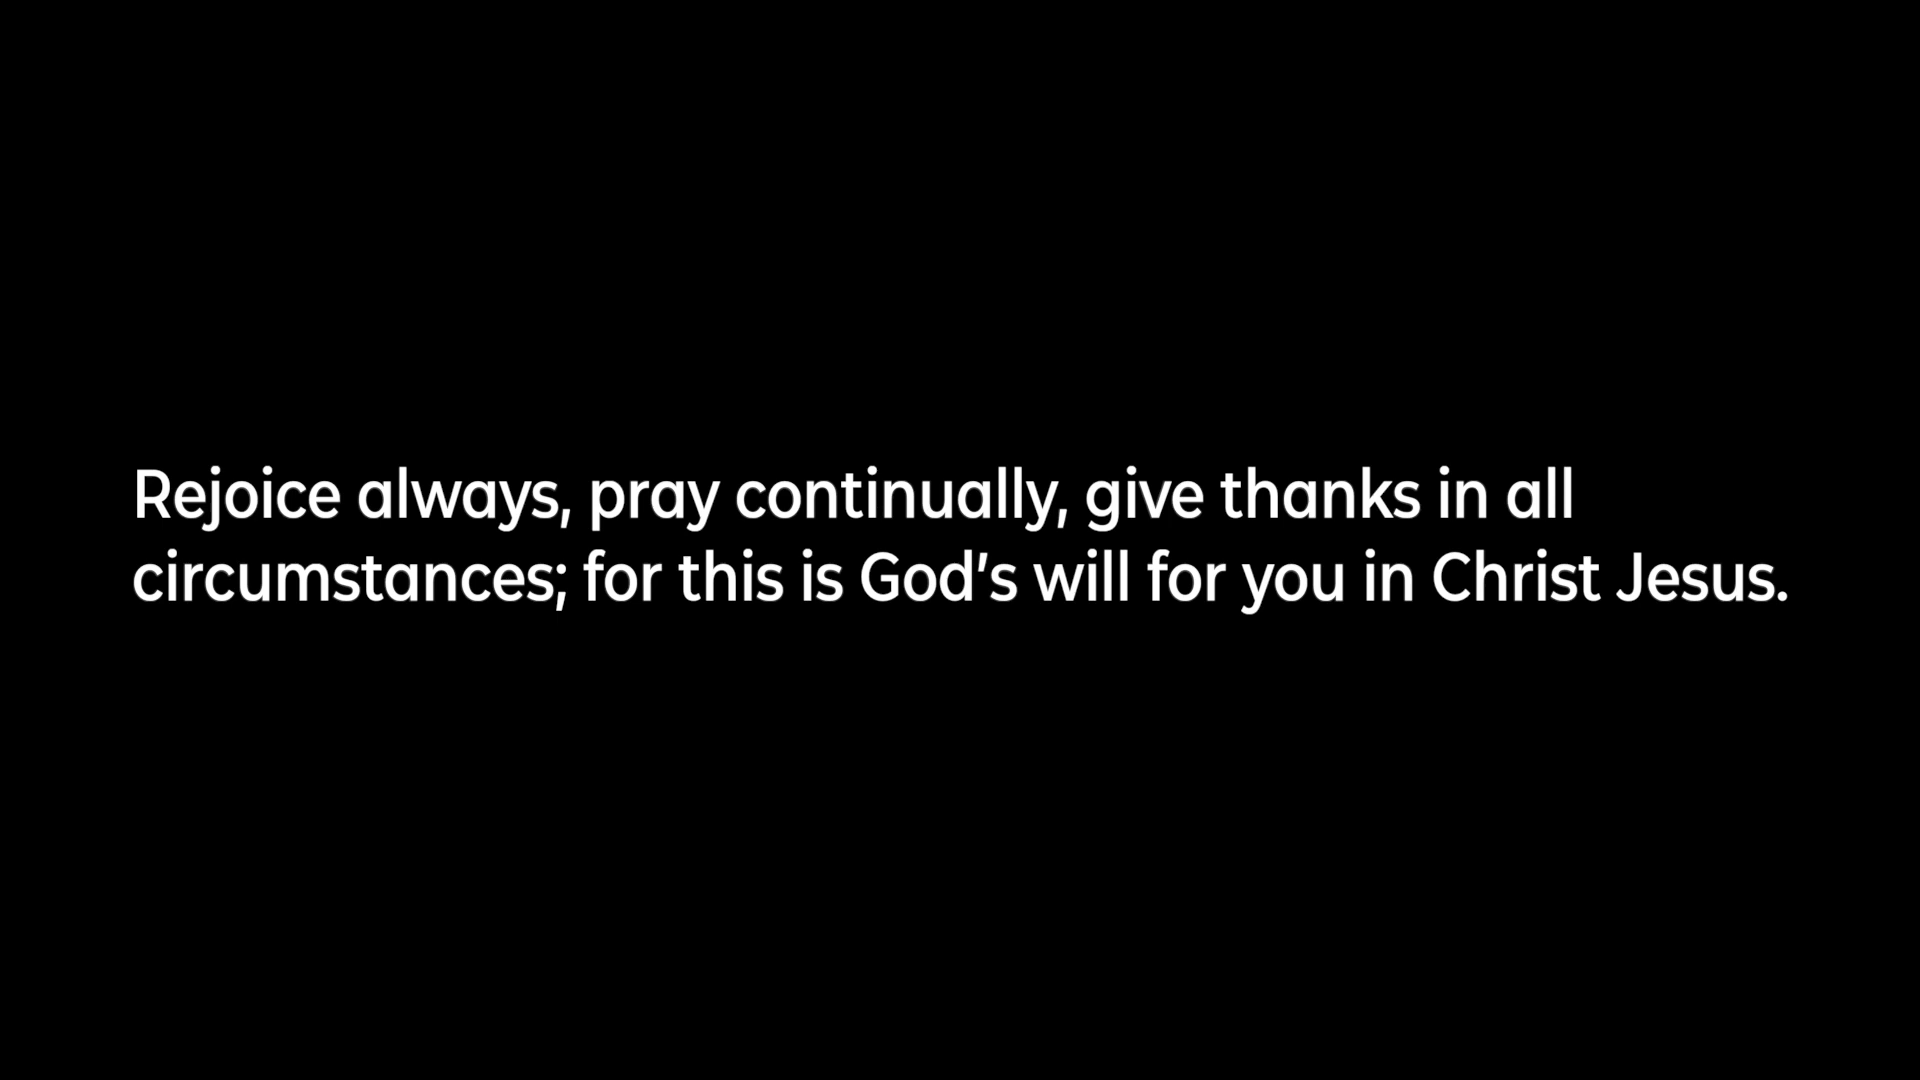 Rejoice always, pray continually, give thanks in all
circumstances; for this is God’s will for you in Christ Jesus.